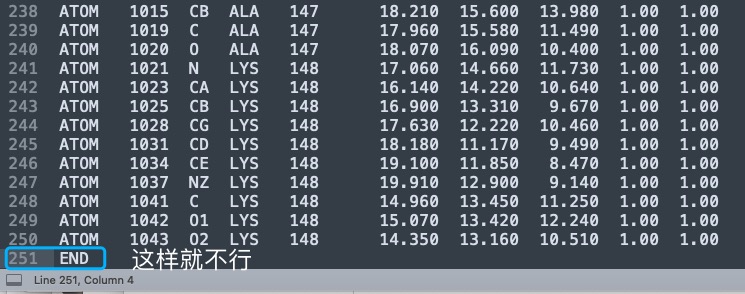 238 ATOM 1015 CB ALA 147 18.210 15.600 13.980 1.00 1.00
239 ATOM 1019 C ALA 147 17.960 15.580 11.490 1.00 1.00
240 ATOM 1020 O ALA 147 18.070 16.090 10.400 1.00 1.00
241 ATOM 1021 N LYS 148 17.060 14.660 11.730 1.00 1.00
242 ATOM 1023 CA LYS 148 16.140 14.220 10.640 1.00 1.00
243 ATOM 1025 CB LYS 148 16.900 13.310 9.670 1.00 1.00
244 ATOM 1028 CG LYS 148 17.630 12.220 10.460 1.00 1.00
245 ATOM 1031 CD LYS 148 18.180 11.170 9.490 1.00 1.00
246 ATOM 1034 CE LYS 148 19.100 11.850 8.470 1.00 1.00
247 ATOM 1037 NZ LYS 148 19.910 12.900 9.140 1.00 1.00
248 ATOM 1041 C LYS 148 14.960 13.450 11.250 1.00 1.00
249 ATOM 1042 O1 LYS 148 15.070 13.420 12.240 1.00 1.00
250 ATOM 1043 O2 LYS 148 14.350 13.160 10.510 1.00 1.00
251 END 这样就不行
Line 251, Column 4